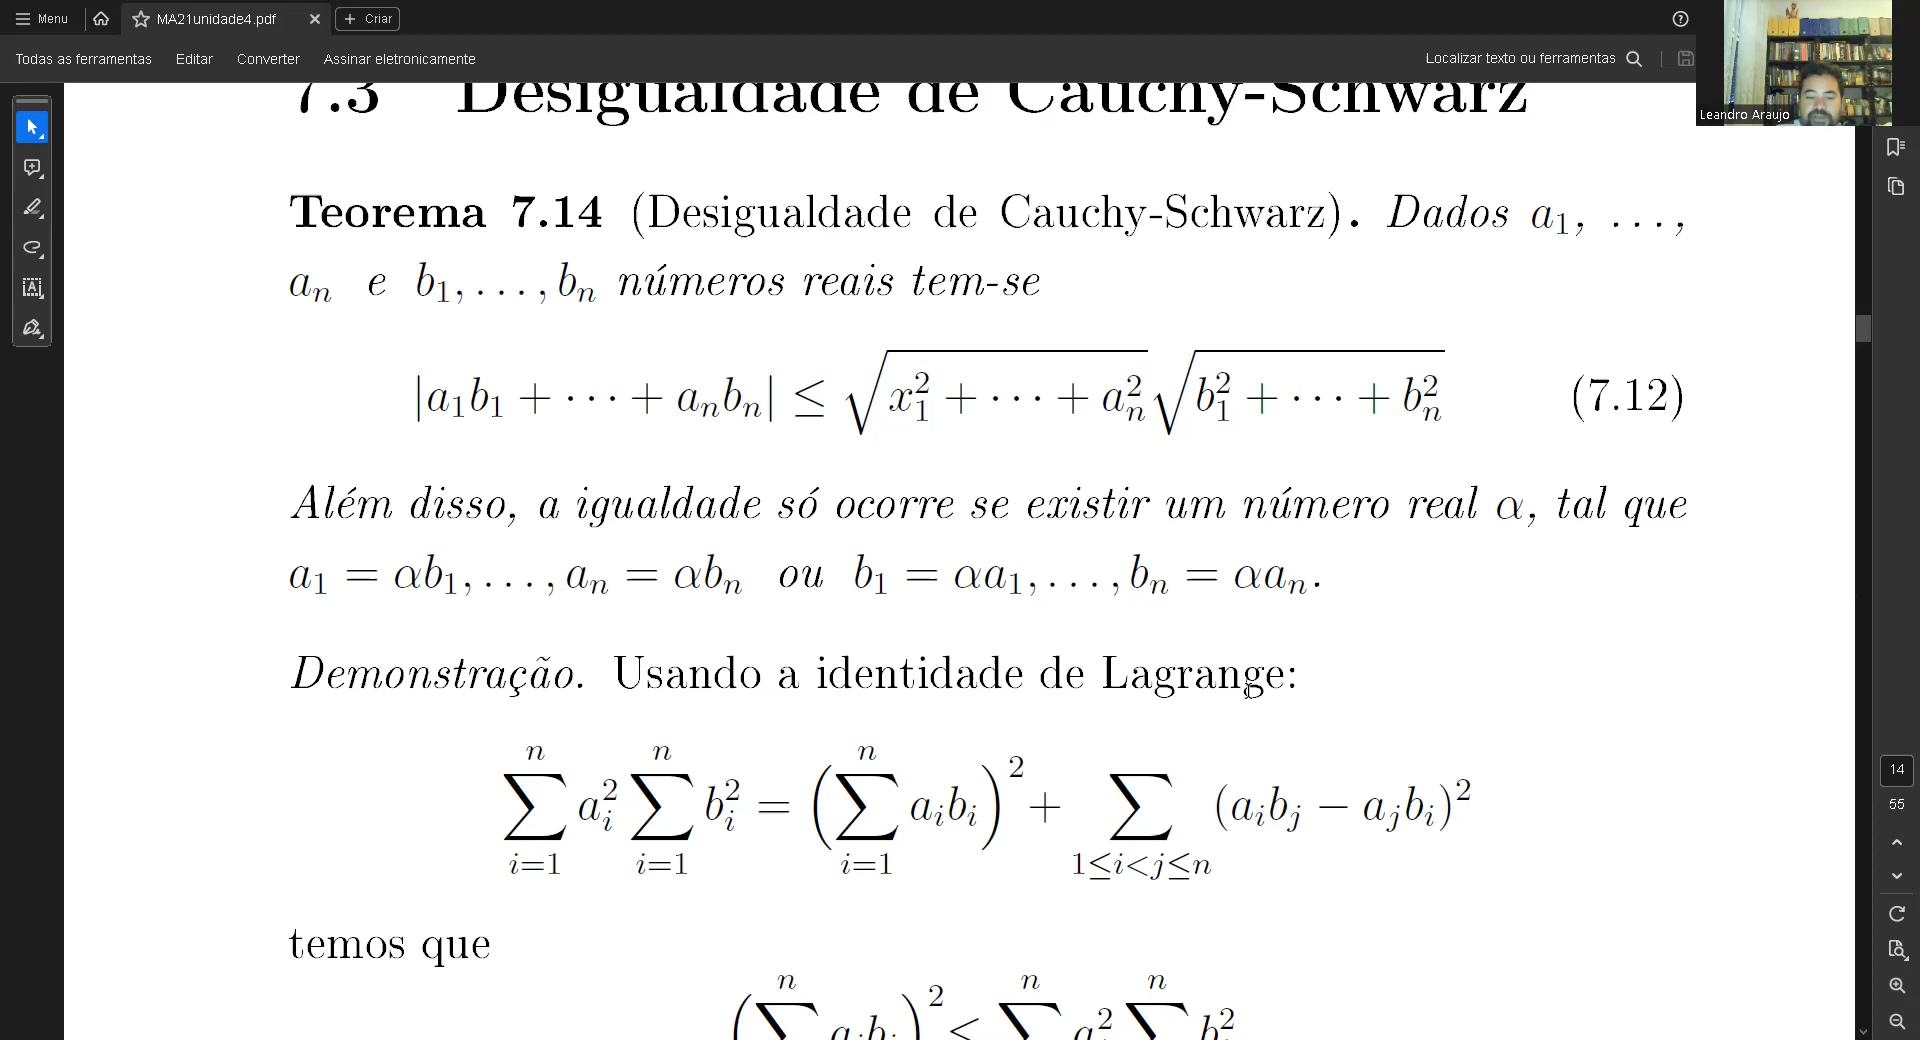 Menu
MA21unidade4.pdf
Criar
Todas as ferramentas
Editar
Converter
Assinar eletronicamente
Localizar texto ou ferramentas
Leandro Araujo
7.3 Desigualdade de Cauchy-Schwarz
Teorema 7.14 (Desigualdade de Cauchy-Schwarz). Dados a₁, …,
aₙ e b₁, …, bₙ números reais tem-se
|a₁b₁ + ⋯ + aₙbₙ| ≤ √(x₁² + ⋯ + aₙ²) √(b₁² + ⋯ + bₙ²) (7.12)
Além disso, a igualdade só ocorre se existir um número real α, tal que
a₁ = αb₁, …, aₙ = αbₙ ou b₁ = αa₁, …, bₙ = αaₙ.
Demonstração. Usando a identidade de Lagrange:
∑ᵢ₌₁ⁿ aᵢ² ∑ᵢ₌₁ⁿ bᵢ² = (∑ᵢ₌₁ⁿ aᵢbᵢ)² + ∑_{1≤i<j≤n} (aᵢbⱼ − aⱼbᵢ)²
temos que
(∑ⁿ aᵢbᵢ)² ≤ ∑ⁿ aᵢ² ∑ⁿ bᵢ²
14
55